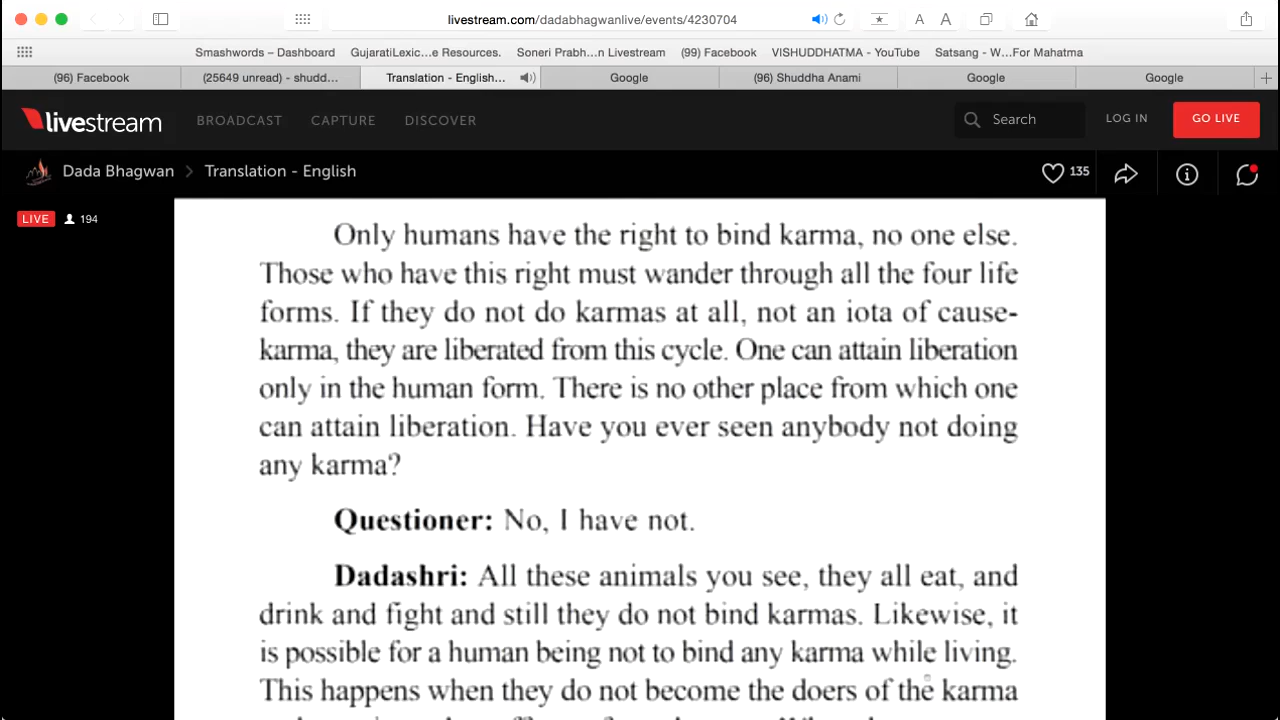 livestream.com/dadabhagwanlive/events/4230704
A A
Smashwords – Dashboard GujaratiLexic...e Resources. Soneri Prabh...n Livestream (99) Facebook VISHUDDHATMA - YouTube Satsang - W...For Mahatma
(96) Facebook (25649 unread) - shudd... Translation - English... Google (96) Shuddha Anami Google Google
livestream BROADCAST CAPTURE DISCOVER Search LOG IN GO LIVE
Dada Bhagwan > Translation - English 135
LIVE 194
Only humans have the right to bind karma, no one else.
Those who have this right must wander through all the four life
forms. If they do not do karmas at all, not an iota of cause-
karma, they are liberated from this cycle. One can attain liberation
only in the human form. There is no other place from which one
can attain liberation. Have you ever seen anybody not doing
any karma?
Questioner: No, I have not.
Dadashri: All these animals you see, they all eat, and
drink and fight and still they do not bind karmas. Likewise, it
is possible for a human being not to bind any karma while living.
This happens when they do not become the doers of the karma